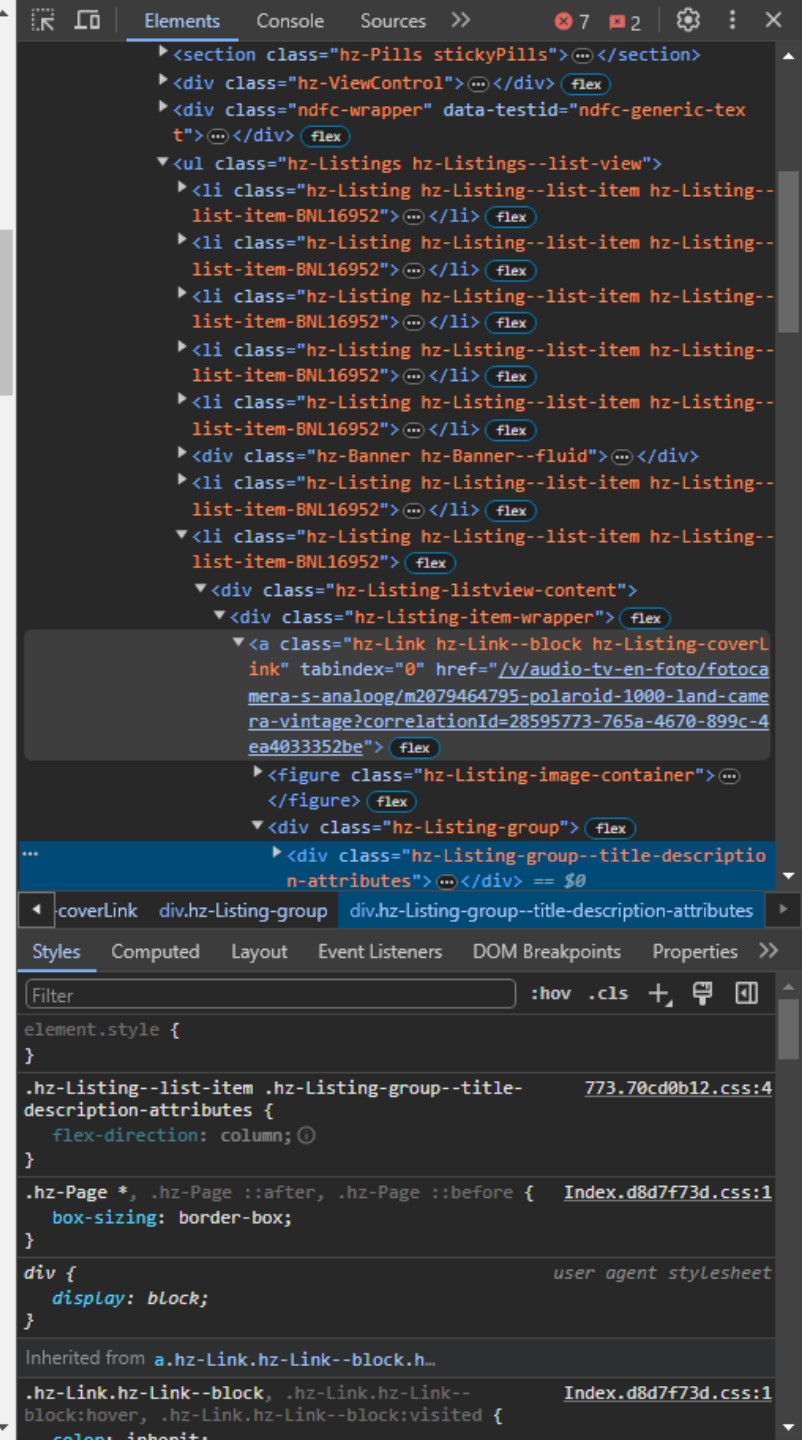 Elements Console Sources 7 2
<section class="hz-Pills stickyPills">…</section>
<div class="hz-ViewControl">…</div> flex
<div class="ndfc-wrapper" data-testid="ndfc-generic-tex
t">…</div> flex
<ul class="hz-Listings hz-Listings--list-view">
<li class="hz-Listing hz-Listing--list-item hz-Listing--
list-item-BNL16952">…</li> flex
<li class="hz-Listing hz-Listing--list-item hz-Listing--
list-item-BNL16952">…</li> flex
<li class="hz-Listing hz-Listing--list-item hz-Listing--
list-item-BNL16952">…</li> flex
<li class="hz-Listing hz-Listing--list-item hz-Listing--
list-item-BNL16952">…</li> flex
<li class="hz-Listing hz-Listing--list-item hz-Listing--
list-item-BNL16952">…</li> flex
<div class="hz-Banner hz-Banner--fluid">…</div>
<li class="hz-Listing hz-Listing--list-item hz-Listing--
list-item-BNL16952">…</li> flex
<li class="hz-Listing hz-Listing--list-item hz-Listing--
list-item-BNL16952"> flex
<div class="hz-Listing-listview-content">
<div class="hz-Listing-item-wrapper"> flex
<a class="hz-Link hz-Link--block hz-Listing-coverL
ink" tabindex="0" href="/v/audio-tv-en-foto/fotoca
mera-s-analoog/m2079464795-polaroid-1000-land-came
ra-vintage?correlationId=28595773-765a-4670-899c-4
ea4033352be"> flex
<figure class="hz-Listing-image-container">…
</figure> flex
<div class="hz-Listing-group"> flex
… <div class="hz-Listing-group--title-descriptio
n-attributes">…</div> == $0
-coverLink div.hz-Listing-group div.hz-Listing-group--title-description-attributes
Styles Computed Layout Event Listeners DOM Breakpoints Properties
Filter :hov .cls
element.style {
}
.hz-Listing--list-item .hz-Listing-group--title- 773.70cd0b12.css:4
description-attributes {
flex-direction: column;
}
.hz-Page *, .hz-Page ::after, .hz-Page ::before { Index.d8d7f73d.css:1
box-sizing: border-box;
}
div { user agent stylesheet
display: block;
}
Inherited from a.hz-Link.hz-Link--block.h…
.hz-Link.hz-Link--block, .hz-Link.hz-Link-- Index.d8d7f73d.css:1
block:hover, .hz-Link.hz-Link--block:visited {
color: inherit;